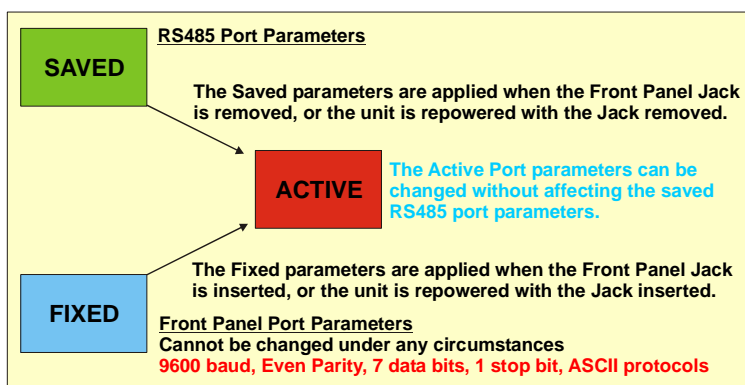 RS485 Port Parameters
SAVED
The Saved parameters are applied when the Front Panel Jack
is removed, or the unit is repowered with the Jack removed.
ACTIVE
The Active Port parameters can be
changed without affecting the saved
RS485 port parameters.
The Fixed parameters are applied when the Front Panel Jack
is inserted, or the unit is repowered with the Jack inserted.
FIXED
Front Panel Port Parameters
Cannot be changed under any circumstances
9600 baud, Even Parity, 7 data bits, 1 stop bit, ASCII protocols